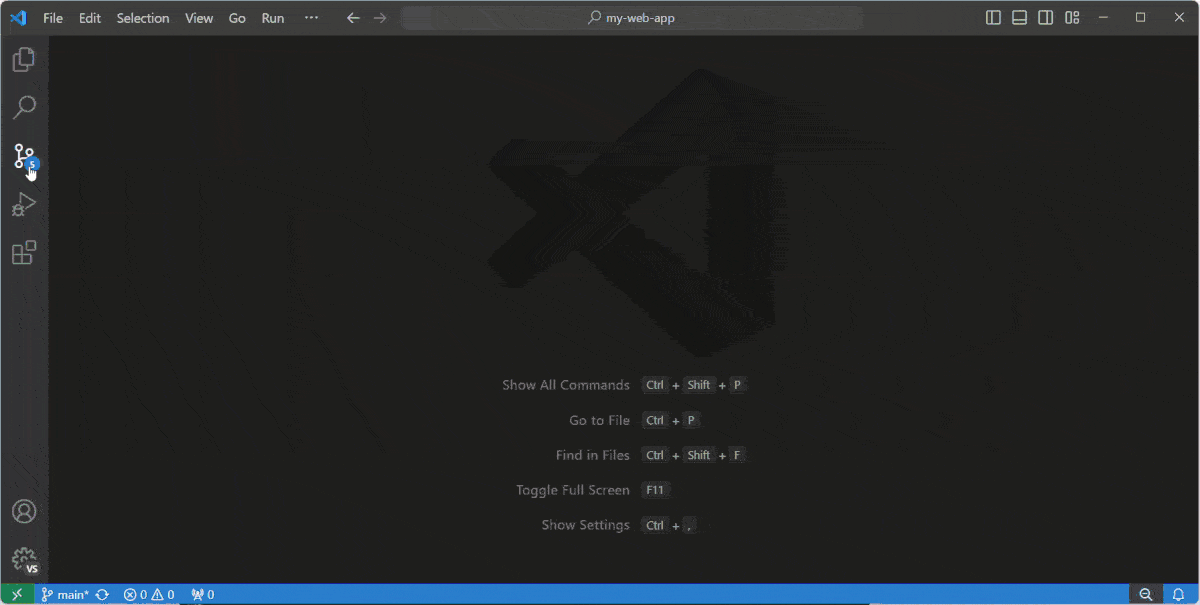 File Edit Selection View Go Run ··· my-web-app
5
Show All Commands Ctrl + Shift + P
Go to File Ctrl + P
Find in Files Ctrl + Shift + F
Toggle Full Screen F11
Show Settings Ctrl + ,
VS
main* 0 0 0